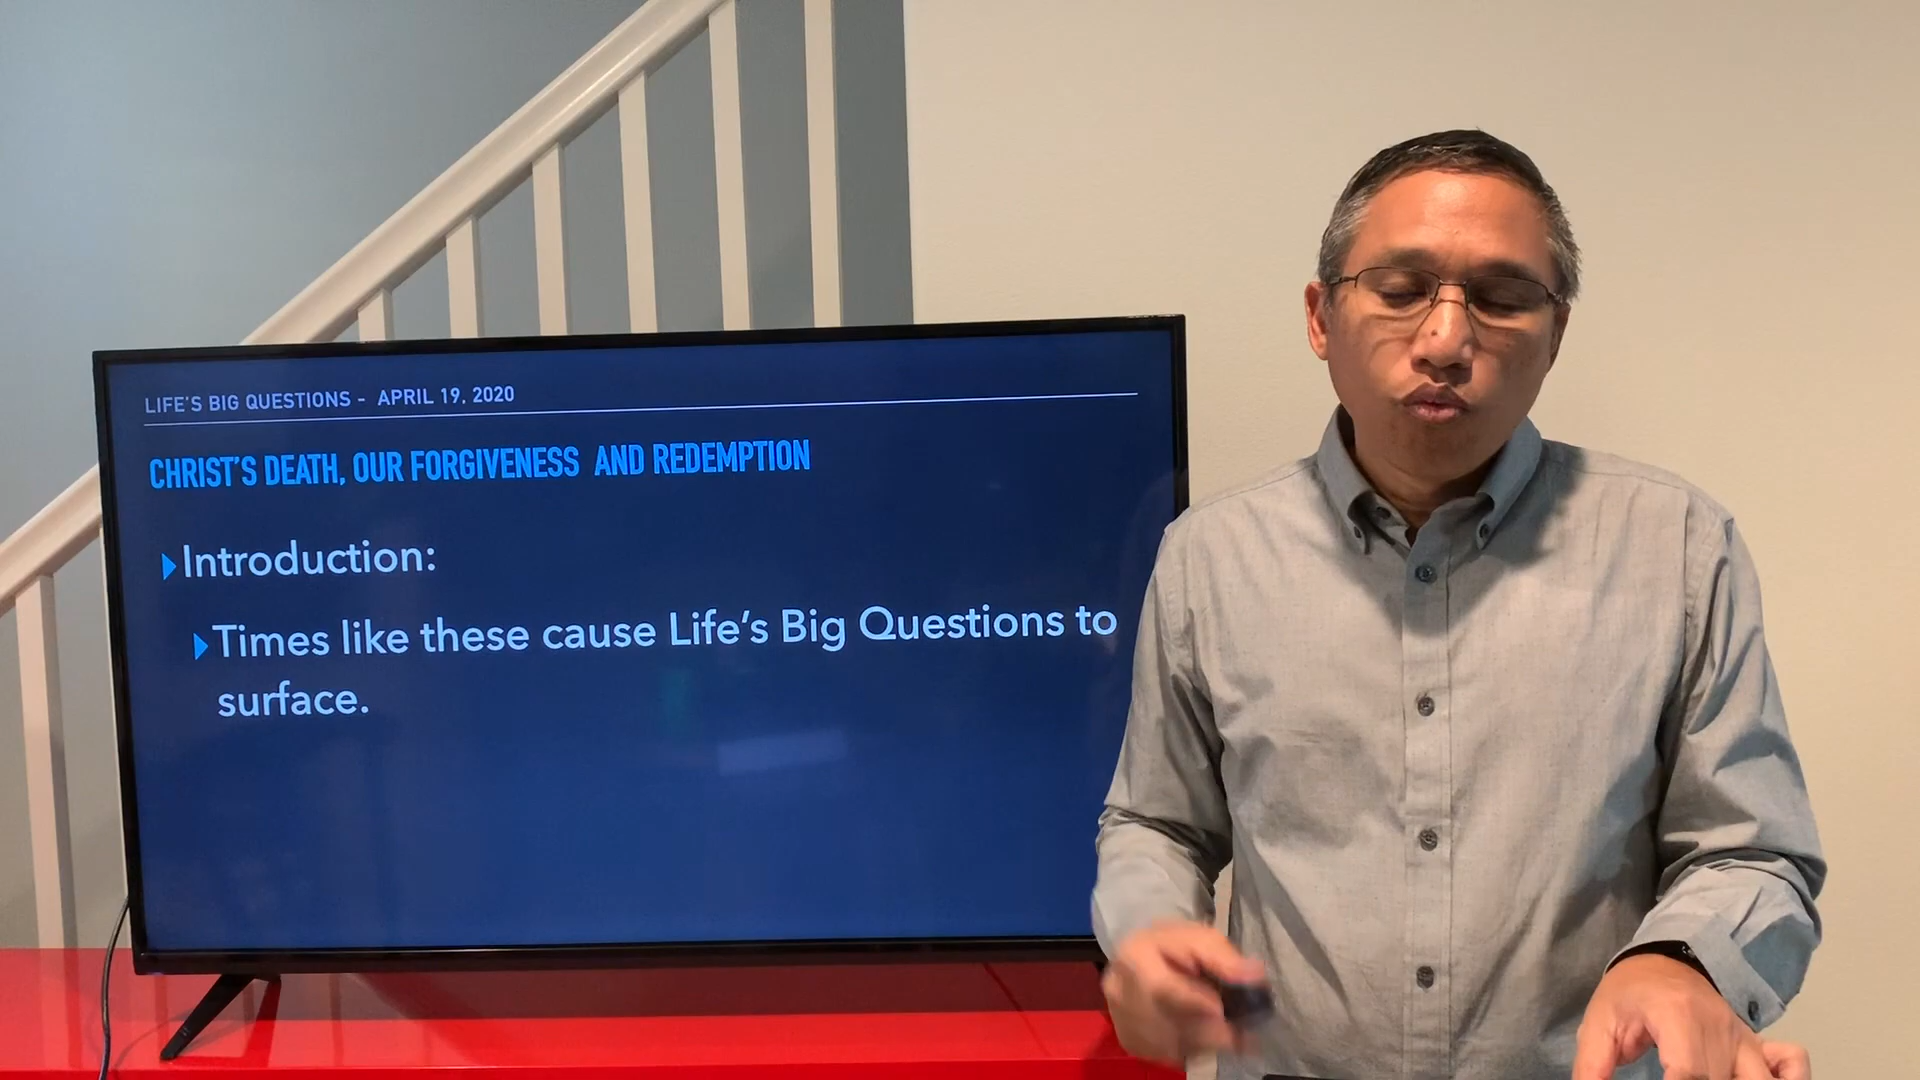 LIFE'S BIG QUESTIONS - APRIL 19, 2020
CHRIST'S DEATH, OUR FORGIVENESS AND REDEMPTION
Introduction:
Times like these cause Life's Big Questions to
surface.